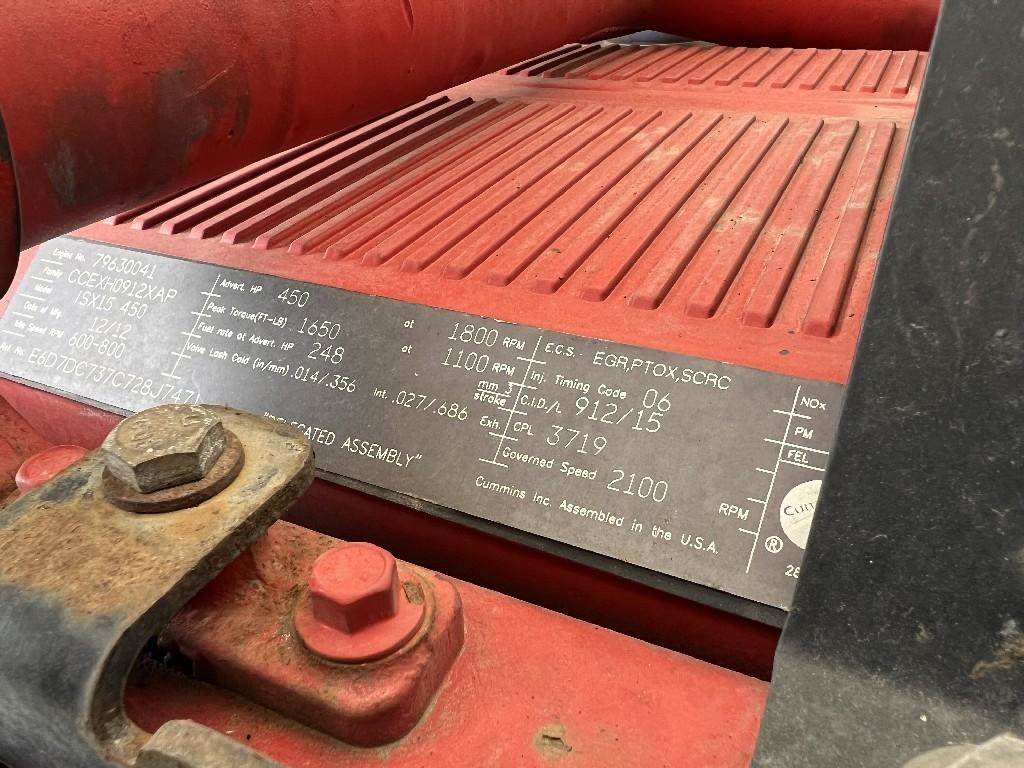 Engine No. 79630041
Family CCEXH0912XAP
Model ISX15 450
Date of Mfg. 12/12
Idle Speed RPM 600-800
Ref. No. E6D7DC737C728J747
Advert. HP 450 at 1800 RPM
Peak Torque(FT-LB) 1650 at 1100 RPM
Fuel rate at Advert. HP 248 mm 3 stroke
Valve Lash Cold (in/mm) .014/.356 Int. .027/.686 Exh.
ASSEMBLY"
E.C.S. EGR,PTOX,SCRC
Inj. Timing Code 06
C.I.D./L 912/15
CPL 3719
Governed Speed 2100 RPM
Cummins Inc. Assembled in the U.S.A.
NOx
PM
FEL
®